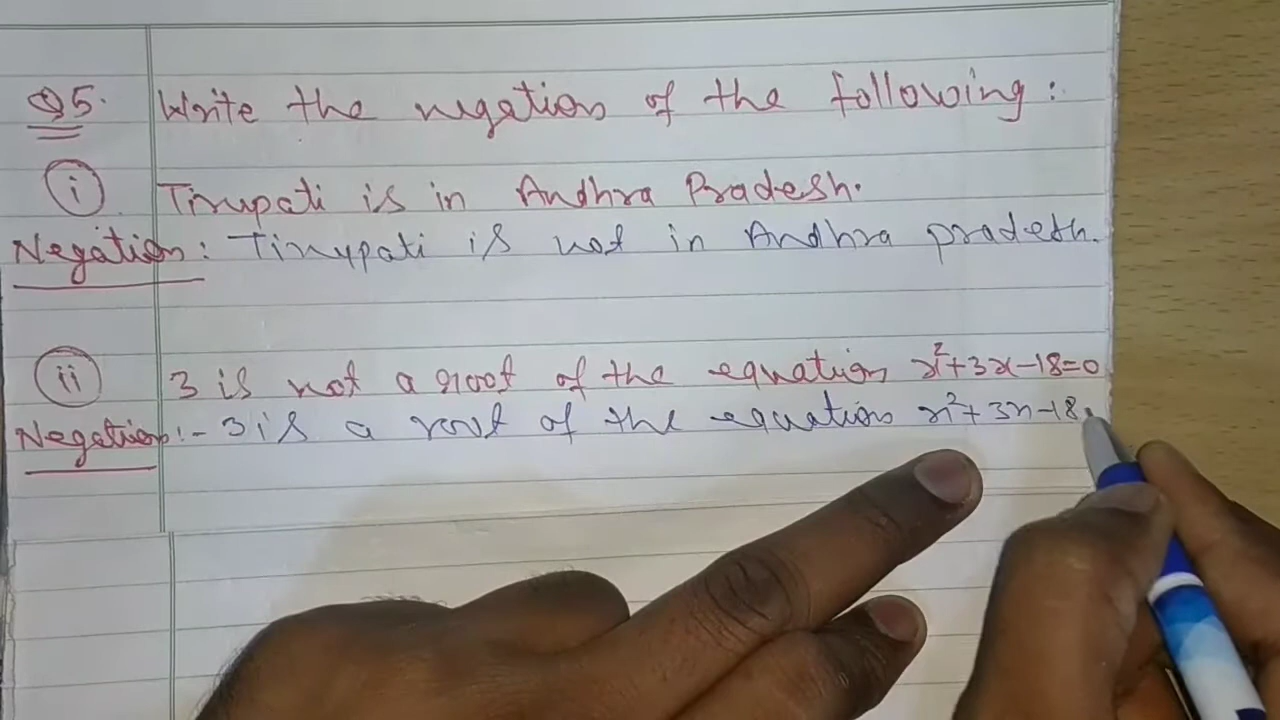 Q5. Write the negation of the following :
i Tirupati is in Andhra Pradesh.
Negation : Tirupati is not in Andhra pradesh.
ii 3 is not a root of the equation x²+3x-18=0
Negation :- 3 is a root of the equation x²+3x-18